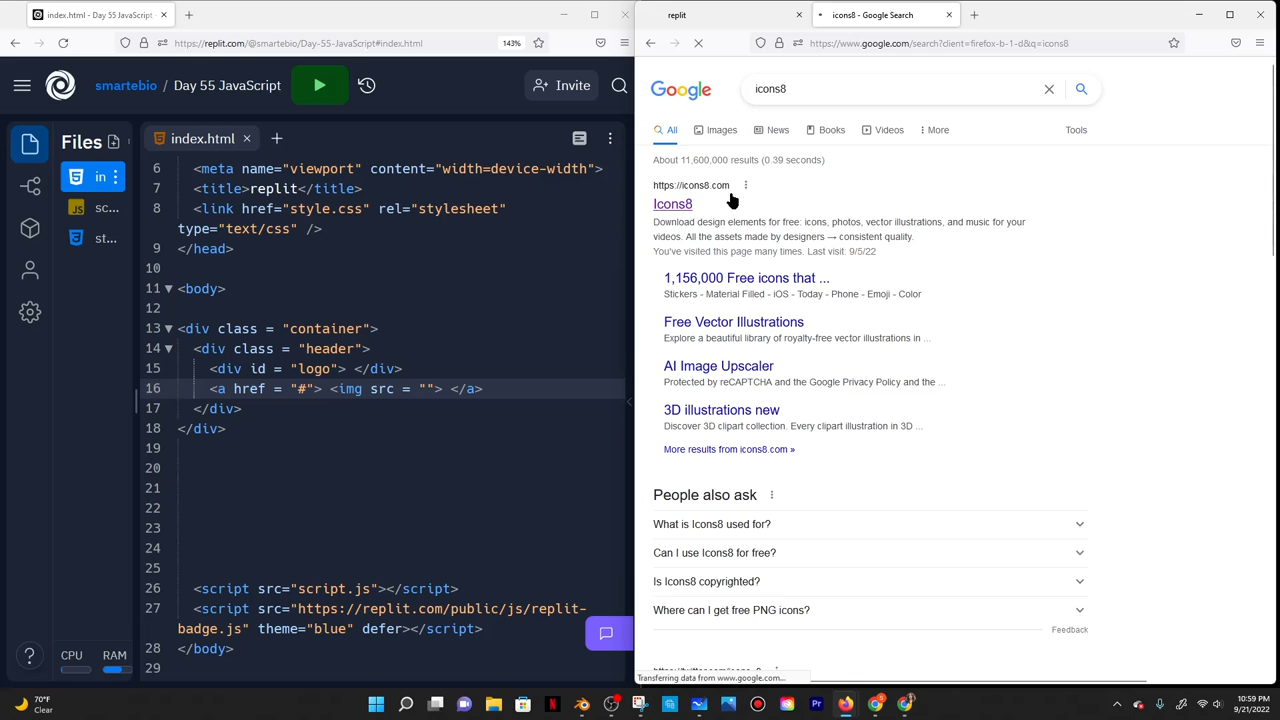 index.html - Day 55 JavaScript -
https://replit.com/@smartebio/Day-55-JavaScript#index.html
143%
smartebio / Day 55 JavaScript
Invite
Files
in
sc...
st...
index.html
6 <meta name="viewport" content="width=device-width">
7 <title>replit</title>
8 <link href="style.css" rel="stylesheet"
type="text/css" />
9 </head>
10
11 <body>
12
13 <div class = "container">
14 <div class = "header">
15 <div id = "logo"> </div>
16 <a href = "#"> <img src = ""> </a>
17 </div>
18 </div>
19
20
21
22
23
24
25
26 <script src="script.js"></script>
27 <script src="https://replit.com/public/js/replit-
badge.js" theme="blue" defer></script>
28 </body>
29
CPU RAM
replit
icons8 - Google Search
https://www.google.com/search?client=firefox-b-1-d&q=icons8
Google
icons8
All Images News Books Videos More Tools
About 11,600,000 results (0.39 seconds)
https://icons8.com
Icons8
Download design elements for free: icons, photos, vector illustrations, and music for your
videos. All the assets made by designers → consistent quality.
You've visited this page many times. Last visit: 9/5/22
1,156,000 Free icons that ...
Stickers - Material Filled - iOS - Today - Phone - Emoji - Color
Free Vector Illustrations
Explore a beautiful library of royalty-free vector illustrations in ...
AI Image Upscaler
Protected by reCAPTCHA and the Google Privacy Policy and the ...
3D illustrations new
Discover 3D clipart collection. Every clipart illustration in 3D ...
More results from icons8.com »
People also ask
What is Icons8 used for?
Can I use Icons8 for free?
Is Icons8 copyrighted?
Where can I get free PNG icons?
Feedback
Transferring data from www.google.com...
70°F
Clear
10:59 PM
9/21/2022